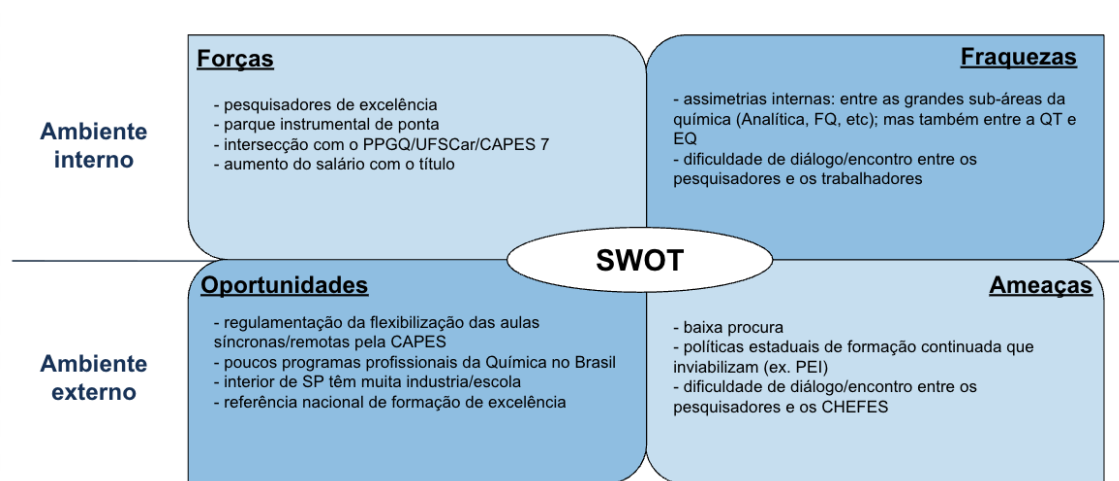 Forças
Fraquezas
Ambiente
interno
- pesquisadores de excelência
- parque instrumental de ponta
- intersecção com o PPGQ/UFSCar/CAPES 7
- aumento do salário com o título
- assimetrias internas: entre as grandes sub-áreas da
química (Analítica, FQ, etc); mas também entre a QT e
EQ
- dificuldade de diálogo/encontro entre os
pesquisadores e os trabalhadores
SWOT
Oportunidades
Ameaças
Ambiente
externo
- regulamentação da flexibilização das aulas
síncronas/remotas pela CAPES
- poucos programas profissionais da Química no Brasil
- interior de SP têm muita industria/escola
- referência nacional de formação de excelência
- baixa procura
- políticas estaduais de formação continuada que
inviabilizam (ex. PEI)
- dificuldade de diálogo/encontro entre os
pesquisadores e os CHEFES